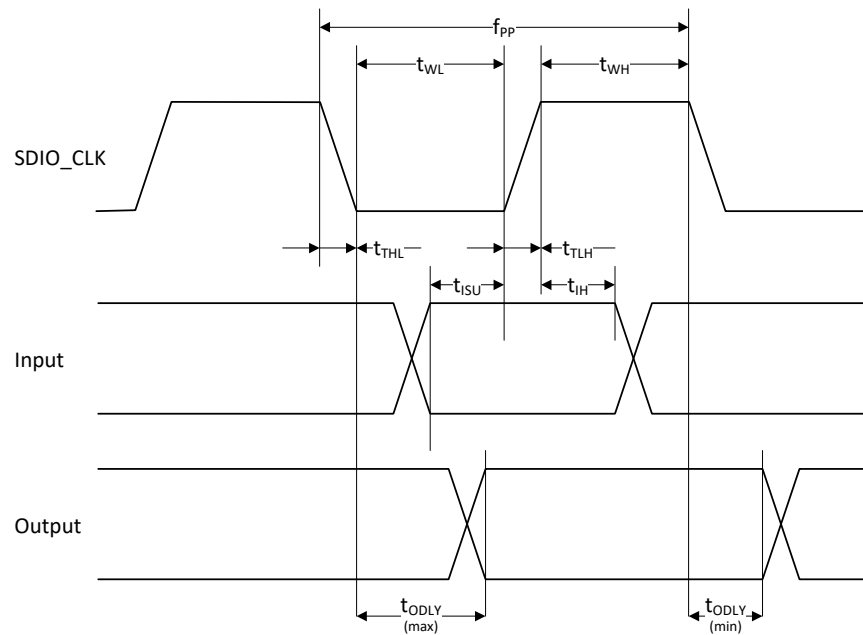 fPP
tWL
tWH
SDIO_CLK
tTHL
tTLH
tISU
tIH
Input
Output
tODLY
(max)
tODLY
(min)